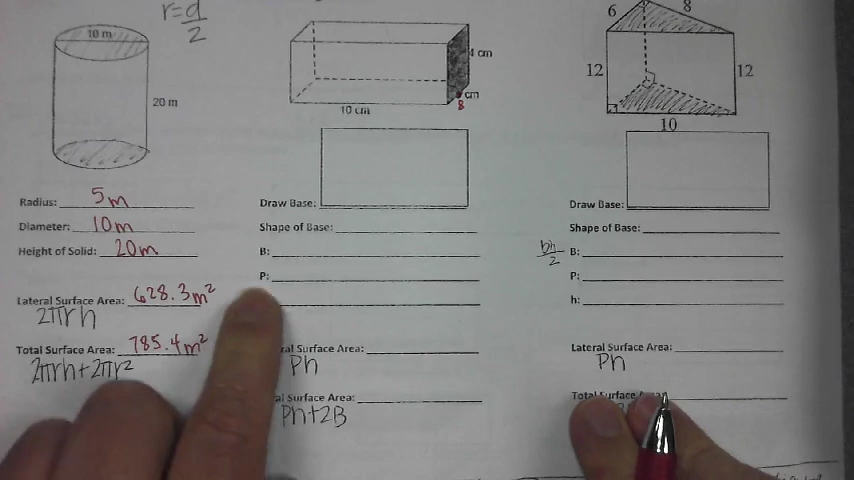 r=d/2
10 m
20 m
4 cm
cm
8
10 cm
6
8
12
12
10
Radius: 5m
Diameter: 10m
Height of Solid: 20m
Lateral Surface Area: 628.3m²
2πrh
Total Surface Area: 785.4m²
2πrh+2πr²
Draw Base:
Shape of Base:
B:
P:
Surface Area:
Ph
Surface Area:
Ph+2B
Draw Base:
Shape of Base:
bh/2
B:
P:
h:
Lateral Surface Area:
Ph
Total Surface